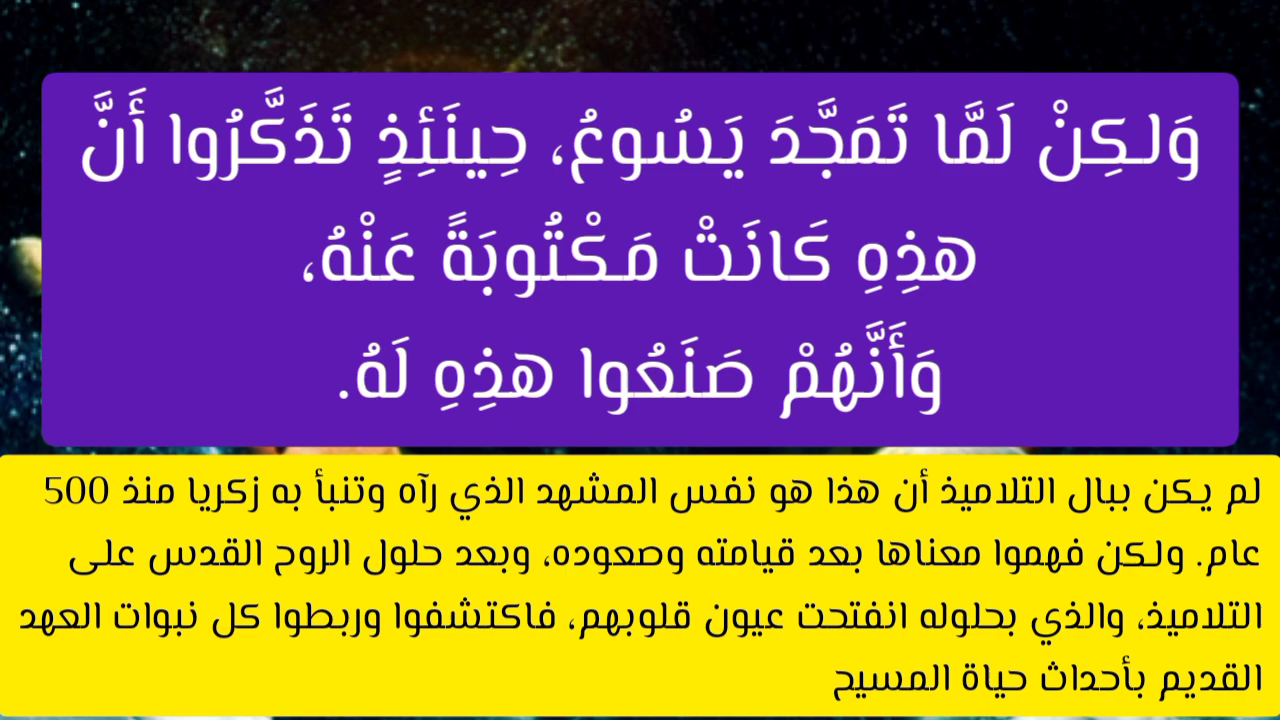 وَلكِنْ لَمَّا تَمَجَّدَ يَسُوعُ، حِينَئِذٍ تَذَكَّرُوا أَنَّ
هذِهِ كَانَتْ مَكْتُوبَةً عَنْهُ،
وَأَنَّهُمْ صَنَعُوا هذِهِ لَهُ.
لم يكن ببال التلاميذ أن هذا هو نفس المشهد الذي رآه وتنبأ به زكريا منذ 500
عام. ولكن فهموا معناها بعد قيامته وصعوده، وبعد حلول الروح القدس على
التلاميذ، والذي بحلوله انفتحت عيون قلوبهم، فاكتشفوا وربطوا كل نبوات العهد
القديم بأحداث حياة المسيح